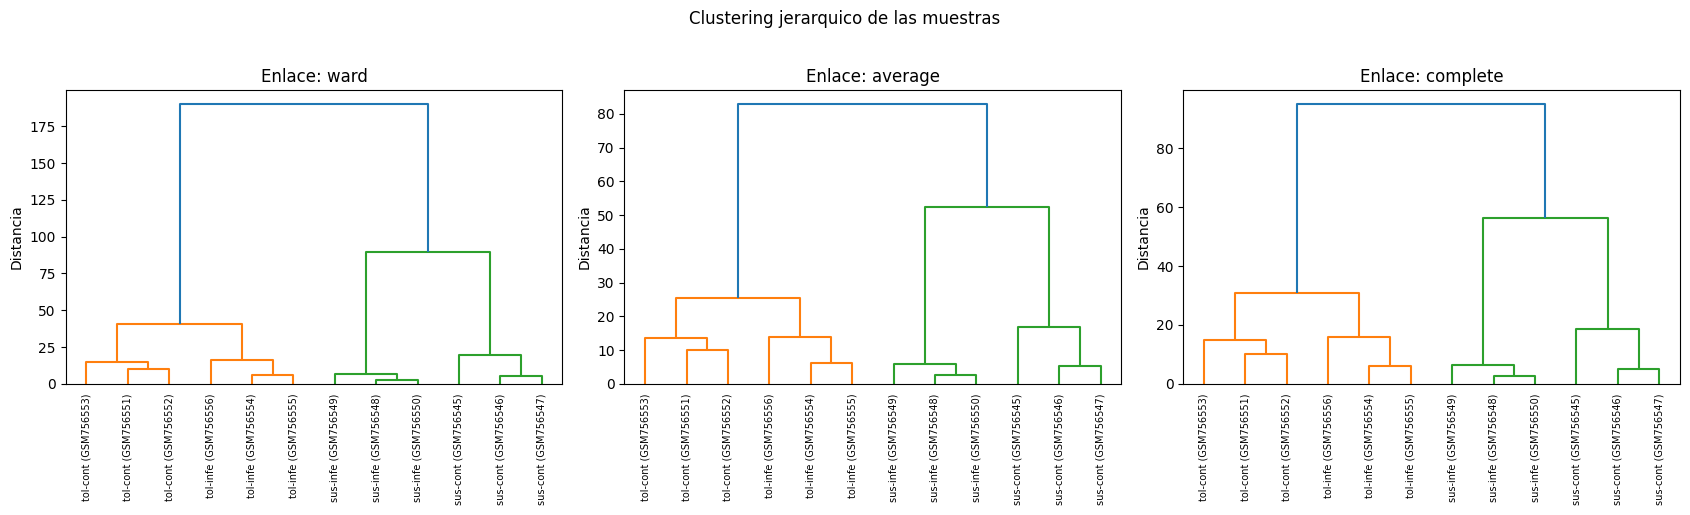 Clustering jerarquico de las muestras
Enlace: ward
Distancia
175
150
125
100
75
50
25
0
tol-cont (GSM756553)
tol-cont (GSM756551)
tol-cont (GSM756552)
tol-infe (GSM756556)
tol-infe (GSM756554)
tol-infe (GSM756555)
sus-infe (GSM756549)
sus-infe (GSM756548)
sus-infe (GSM756550)
sus-cont (GSM756545)
sus-cont (GSM756546)
sus-cont (GSM756547)
Enlace: average
Distancia
80
70
60
50
40
30
20
10
0
tol-cont (GSM756553)
tol-cont (GSM756551)
tol-cont (GSM756552)
tol-infe (GSM756556)
tol-infe (GSM756554)
tol-infe (GSM756555)
sus-infe (GSM756549)
sus-infe (GSM756548)
sus-infe (GSM756550)
sus-cont (GSM756545)
sus-cont (GSM756546)
sus-cont (GSM756547)
Enlace: complete
Distancia
80
60
40
20
0
tol-cont (GSM756553)
tol-cont (GSM756551)
tol-cont (GSM756552)
tol-infe (GSM756556)
tol-infe (GSM756554)
tol-infe (GSM756555)
sus-infe (GSM756549)
sus-infe (GSM756548)
sus-infe (GSM756550)
sus-cont (GSM756545)
sus-cont (GSM756546)
sus-cont (GSM756547)